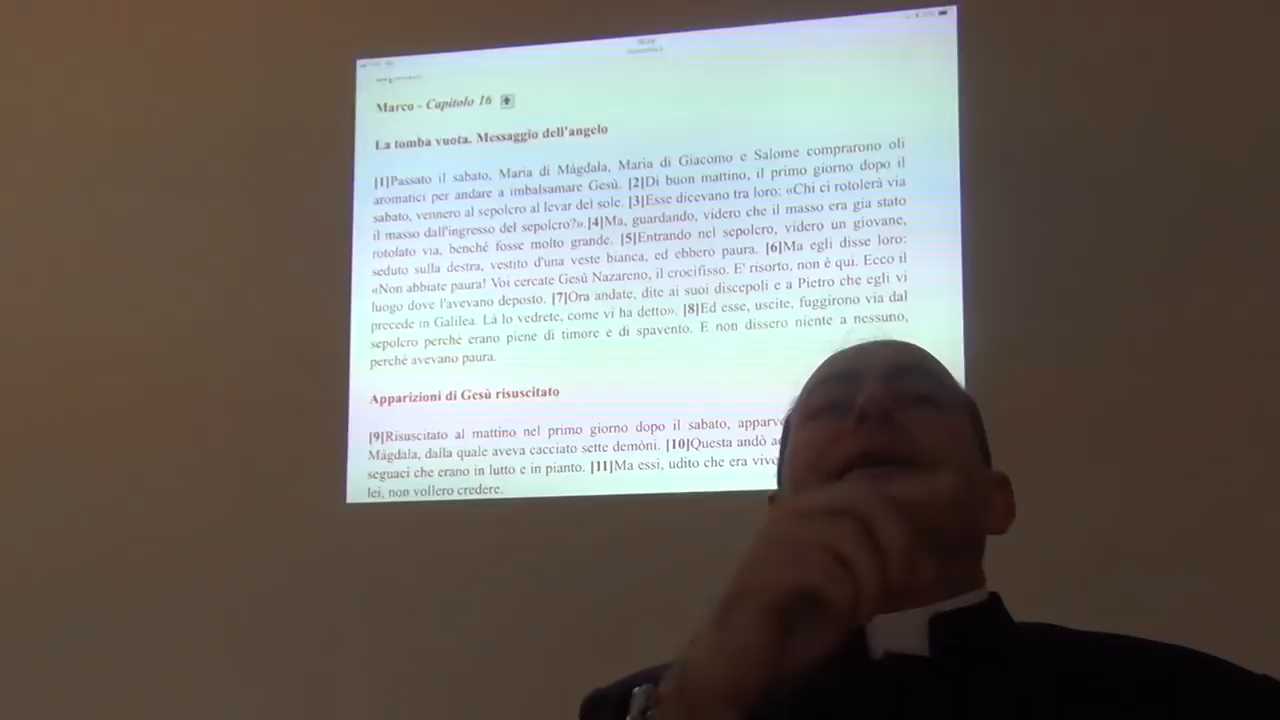 Marco - Capitolo 16
La tomba vuota. Messaggio dell'angelo
[1]Passato il sabato, Maria di Màgdala, Maria di Giacomo e Salome comprarono oli
aromatici per andare a imbalsamare Gesù. [2]Di buon mattino, il primo giorno dopo il
sabato, vennero al sepolcro al levar del sole. [3]Esse dicevano tra loro: «Chi ci rotolerà via
il masso dall'ingresso del sepolcro?».[4]Ma, guardando, videro che il masso era gia stato
rotolato via, benché fosse molto grande. [5]Entrando nel sepolcro, videro un giovane,
seduto sulla destra, vestito d'una veste bianca, ed ebbero paura. [6]Ma egli disse loro:
«Non abbiate paura! Voi cercate Gesù Nazareno, il crocifisso. E' risorto, non è qui. Ecco il
luogo dove l'avevano deposto. [7]Ora andate, dite ai suoi discepoli e a Pietro che egli vi
precede in Galilea. Là lo vedrete, come vi ha detto». [8]Ed esse, uscite, fuggirono via dal
sepolcro perché erano piene di timore e di spavento. E non dissero niente a nessuno,
perché avevano paura.
Apparizioni di Gesù risuscitato
[9]Risuscitato al mattino nel primo giorno dopo il sabato, apparve
Màgdala, dalla quale aveva cacciato sette demòni. [10]Questa andò
seguaci che erano in lutto e in pianto. [11]Ma essi, udito che era vivo
lei, non vollero credere.